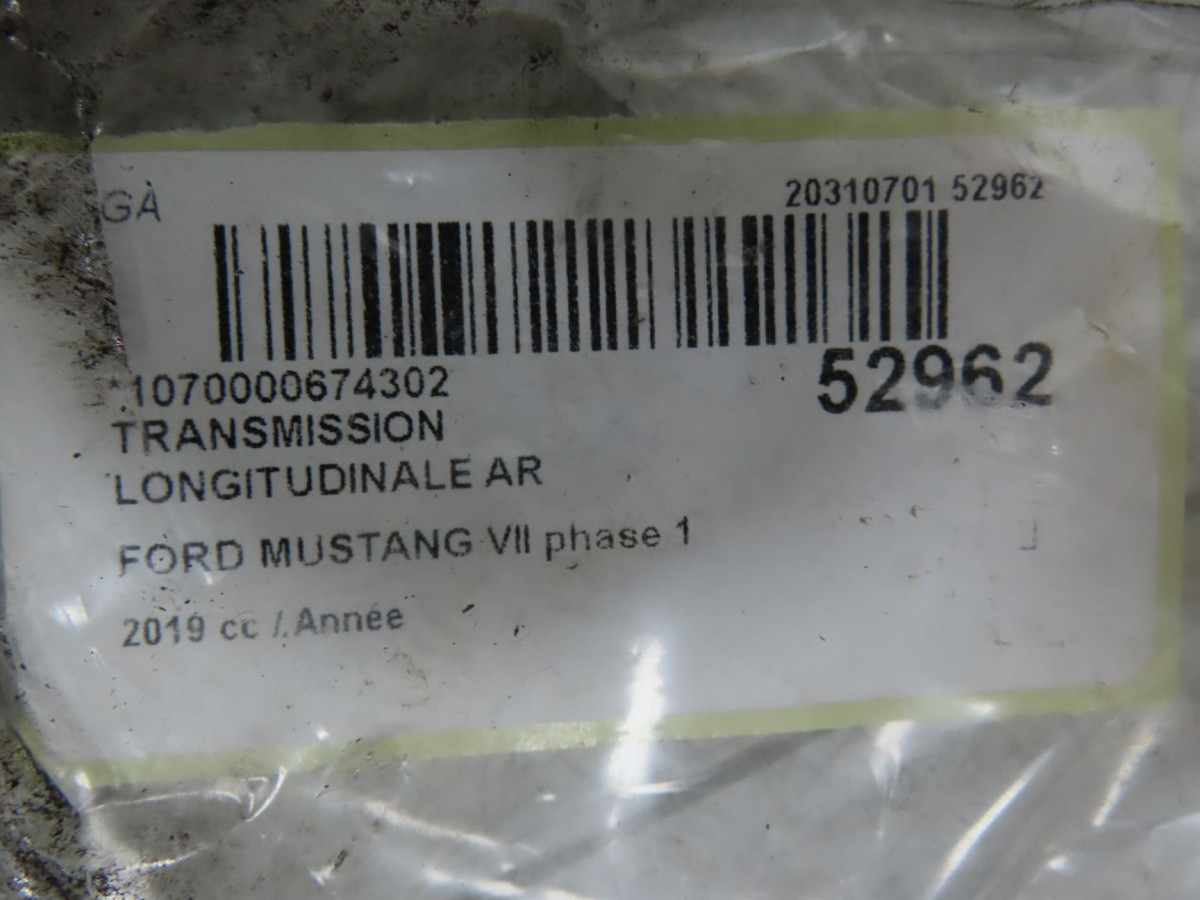 GA
20310701 52962
1070000674302
52962
TRANSMISSION
LONGITUDINALE AR
FORD MUSTANG VII phase 1
2019 cc / Année